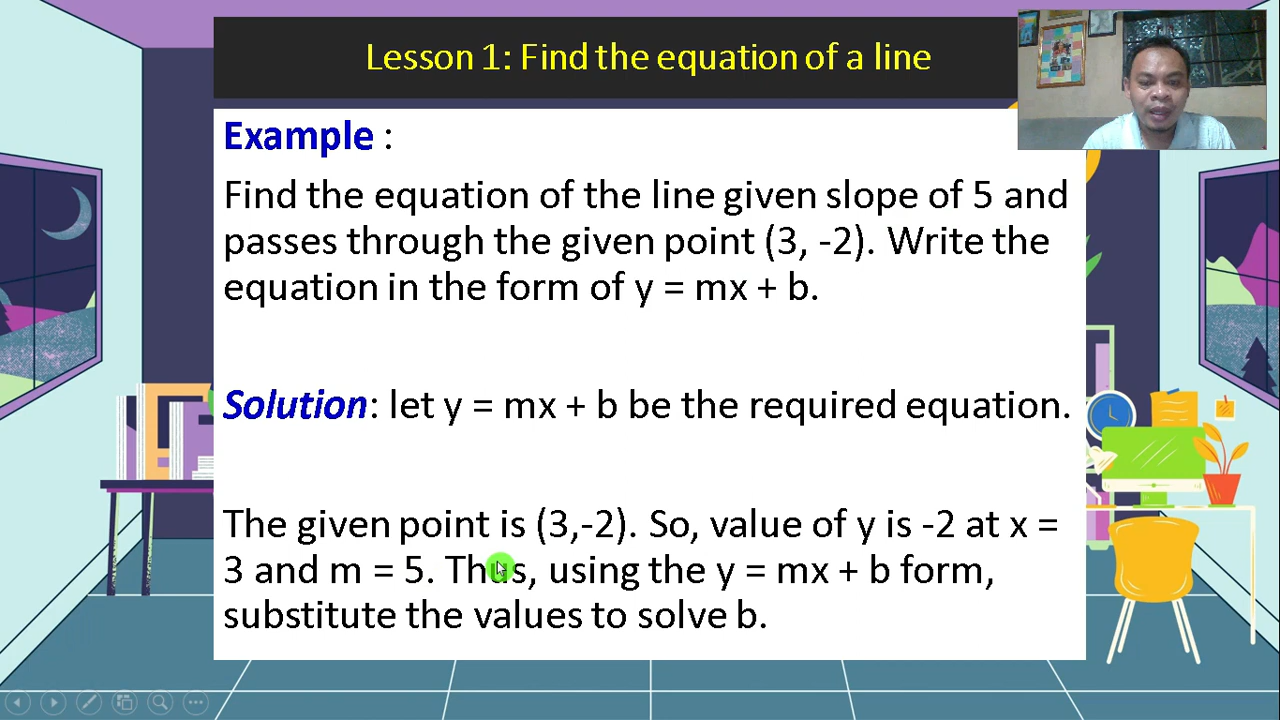 Lesson 1: Find the equation of a line
Example :
Find the equation of the line given slope of 5 and
passes through the given point (3, -2). Write the
equation in the form of y = mx + b.
Solution: let y = mx + b be the required equation.
The given point is (3,-2). So, value of y is -2 at x =
3 and m = 5. Thus, using the y = mx + b form,
substitute the values to solve b.